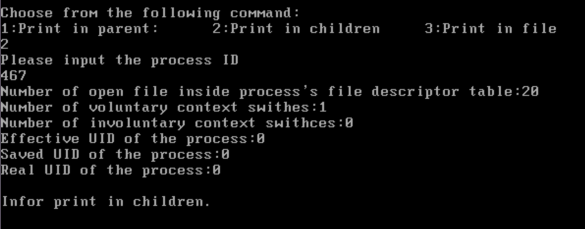 Choose from the following command:
1:Print in parent: 2:Print in children 3:Print in file
2
Please input the process ID
467
Number of open file inside process's file descriptor table:20
Number of voluntary context swithes:1
Number of involuntary context swithces:0
Effective UID of the process:0
Saved UID of the process:0
Real UID of the process:0
Infor print in children.